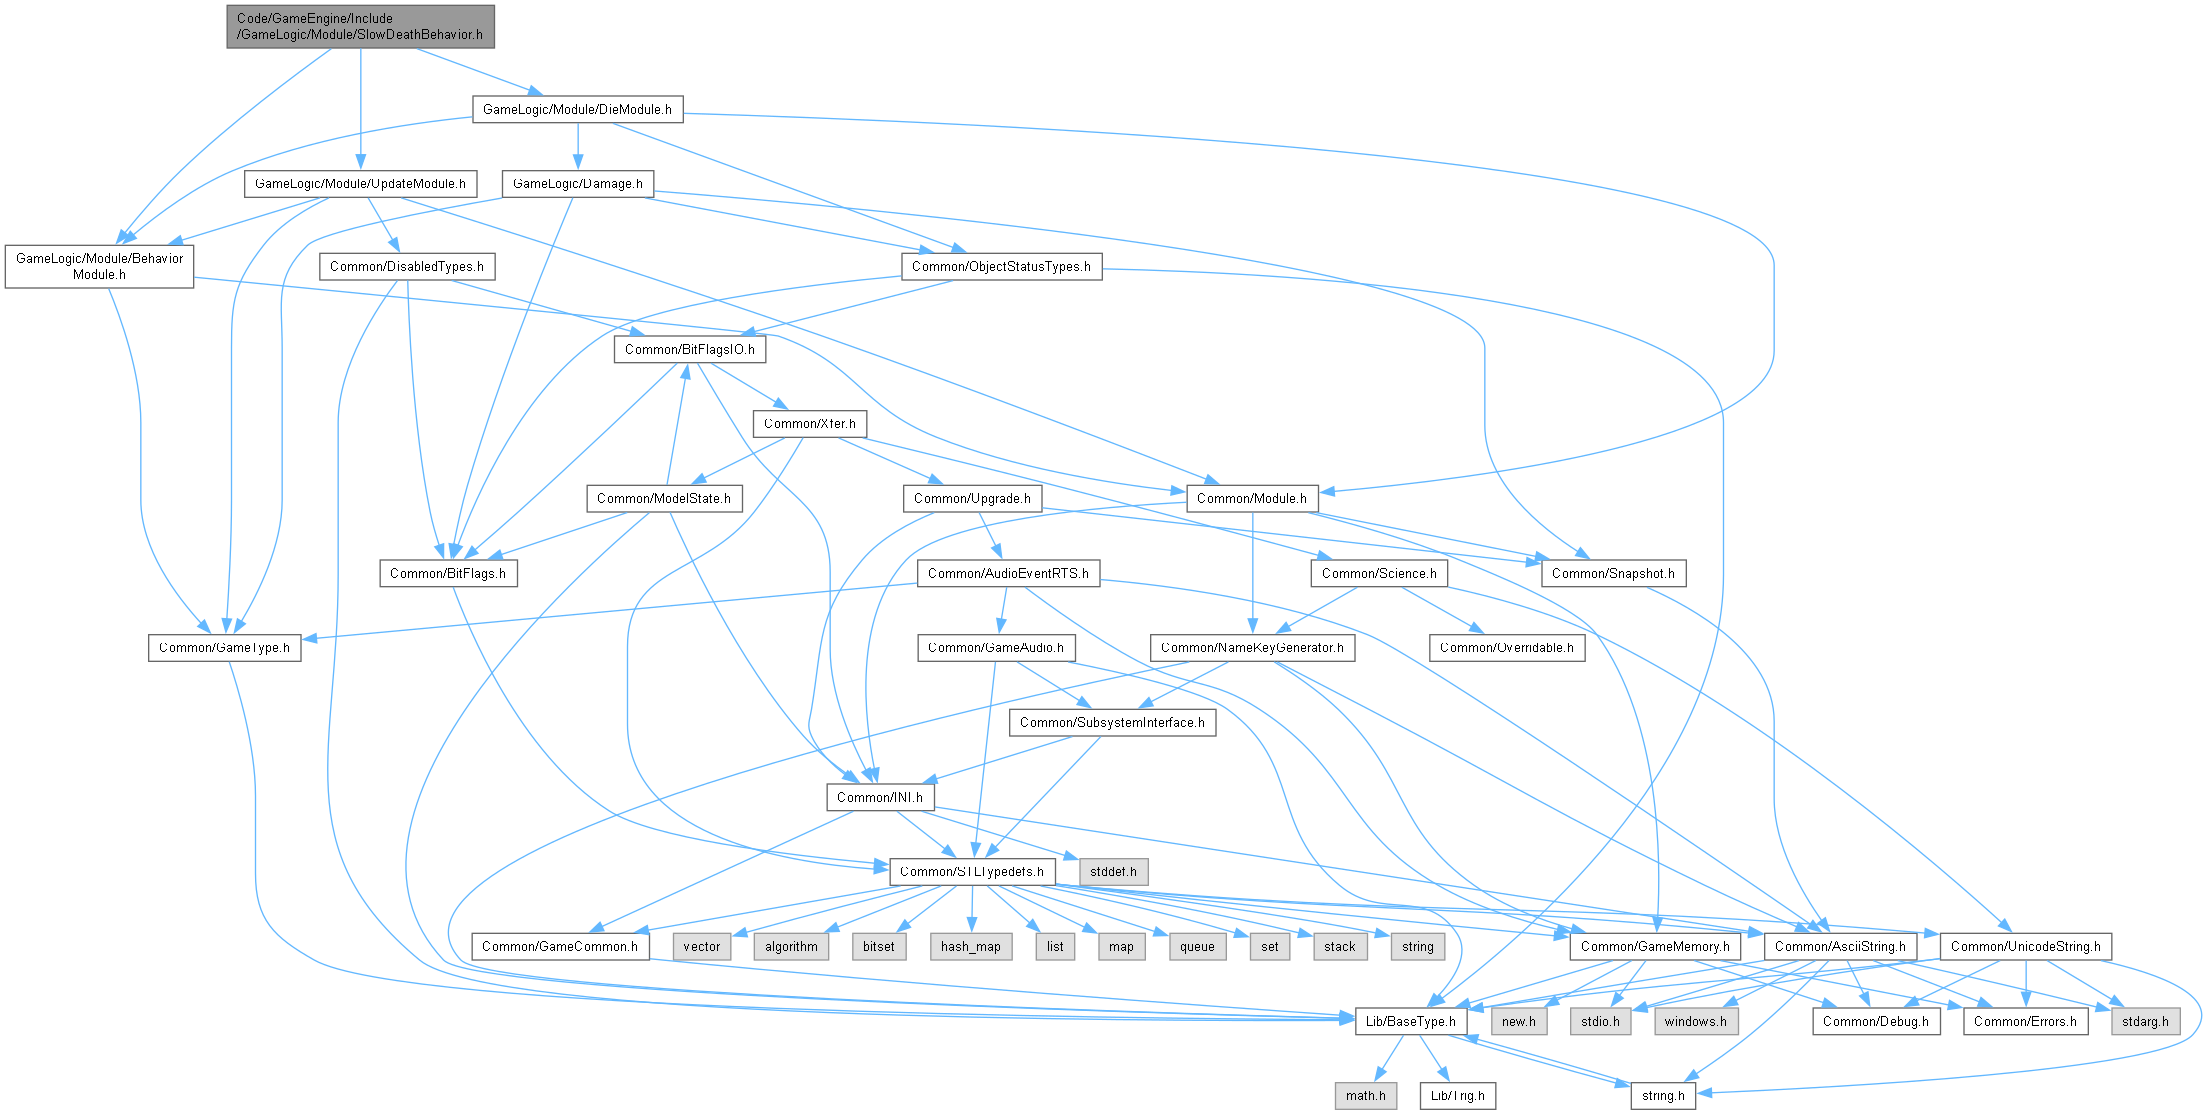 Code/GameEngine/Include
/GameLogic/Module/SlowDeathBehavior.h
GameLogic/Module/DieModule.h
GameLogic/Module/UpdateModule.h
GameLogic/Damage.h
GameLogic/Module/Behavior
Module.h
Common/DisabledTypes.h
Common/ObjectStatusTypes.h
Common/BitFlagsIO.h
Common/Xfer.h
Common/ModelState.h
Common/Upgrade.h
Common/Module.h
Common/BitFlags.h
Common/AudioEventRTS.h
Common/Science.h
Common/Snapshot.h
Common/GameType.h
Common/GameAudio.h
Common/NameKeyGenerator.h
Common/Overridable.h
Common/SubsystemInterface.h
Common/INI.h
Common/STLTypedefs.h
stddef.h
Common/GameCommon.h
vector
algorithm
bitset
hash_map
list
map
queue
set
stack
string
Common/GameMemory.h
Common/AsciiString.h
Common/UnicodeString.h
Lib/BaseType.h
new.h
stdio.h
windows.h
Common/Debug.h
Common/Errors.h
stdarg.h
math.h
Lib/Trig.h
string.h